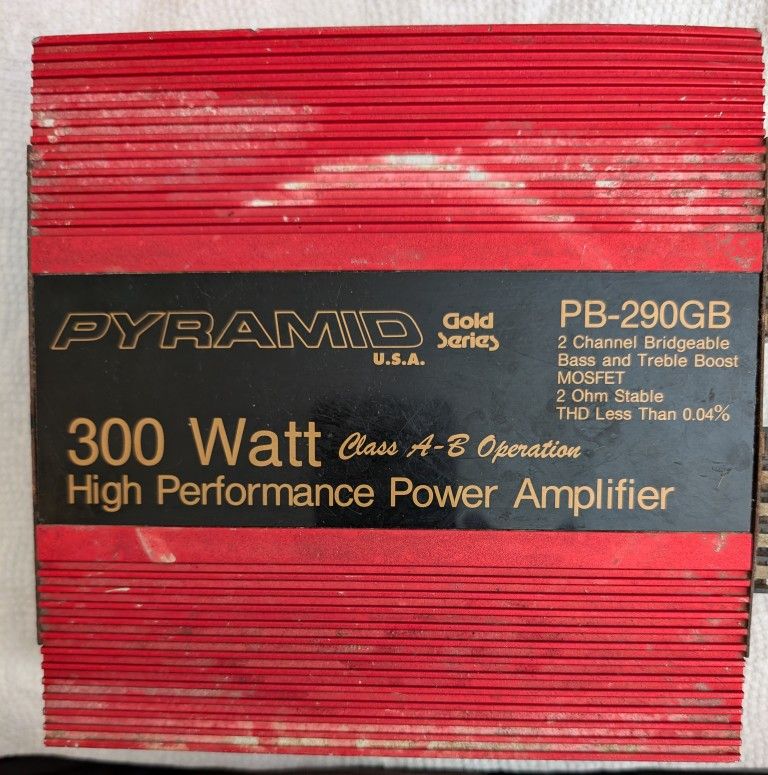 PYRAMID
U.S.A.
Gold
Series
PB-290GB
2 Channel Bridgeable
Bass and Treble Boost
MOSFET
2 Ohm Stable
THD Less Than 0.04%
300 Watt Class A-B Operation
High Performance Power Amplifier